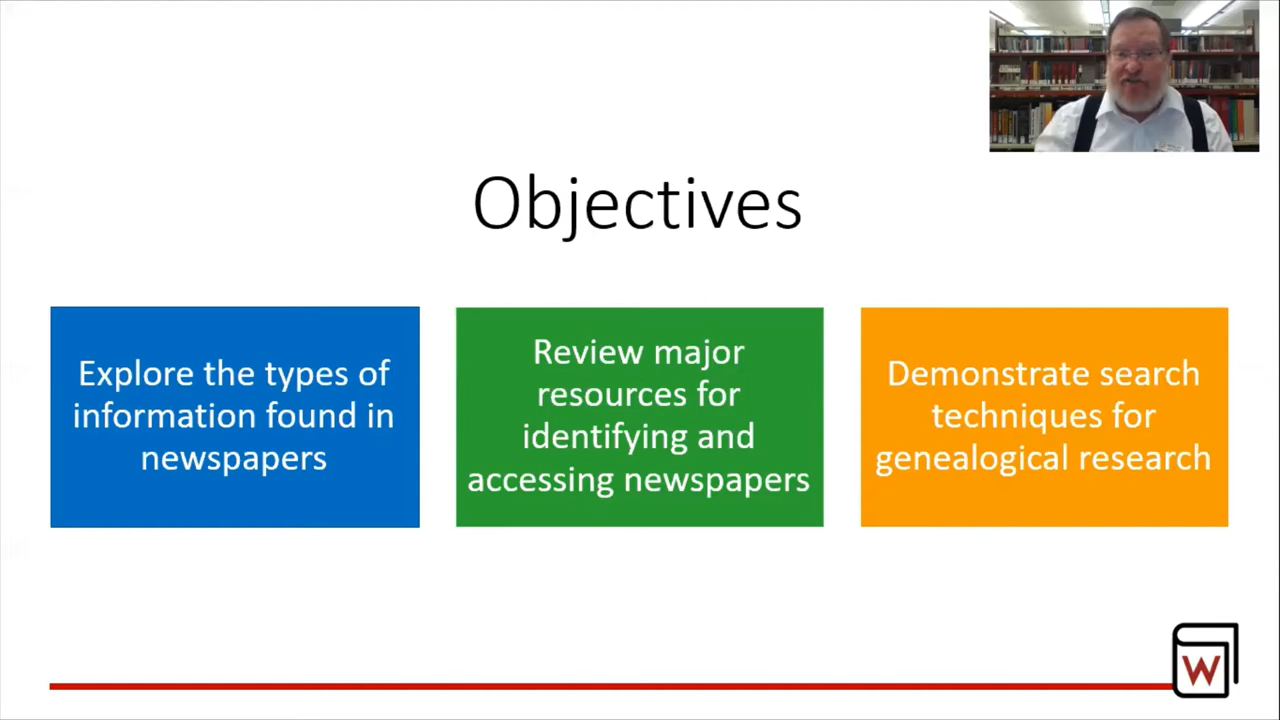 Objectives
Explore the types of
information found in
newspapers
Review major
resources for
identifying and
accessing newspapers
Demonstrate search
techniques for
genealogical research
W